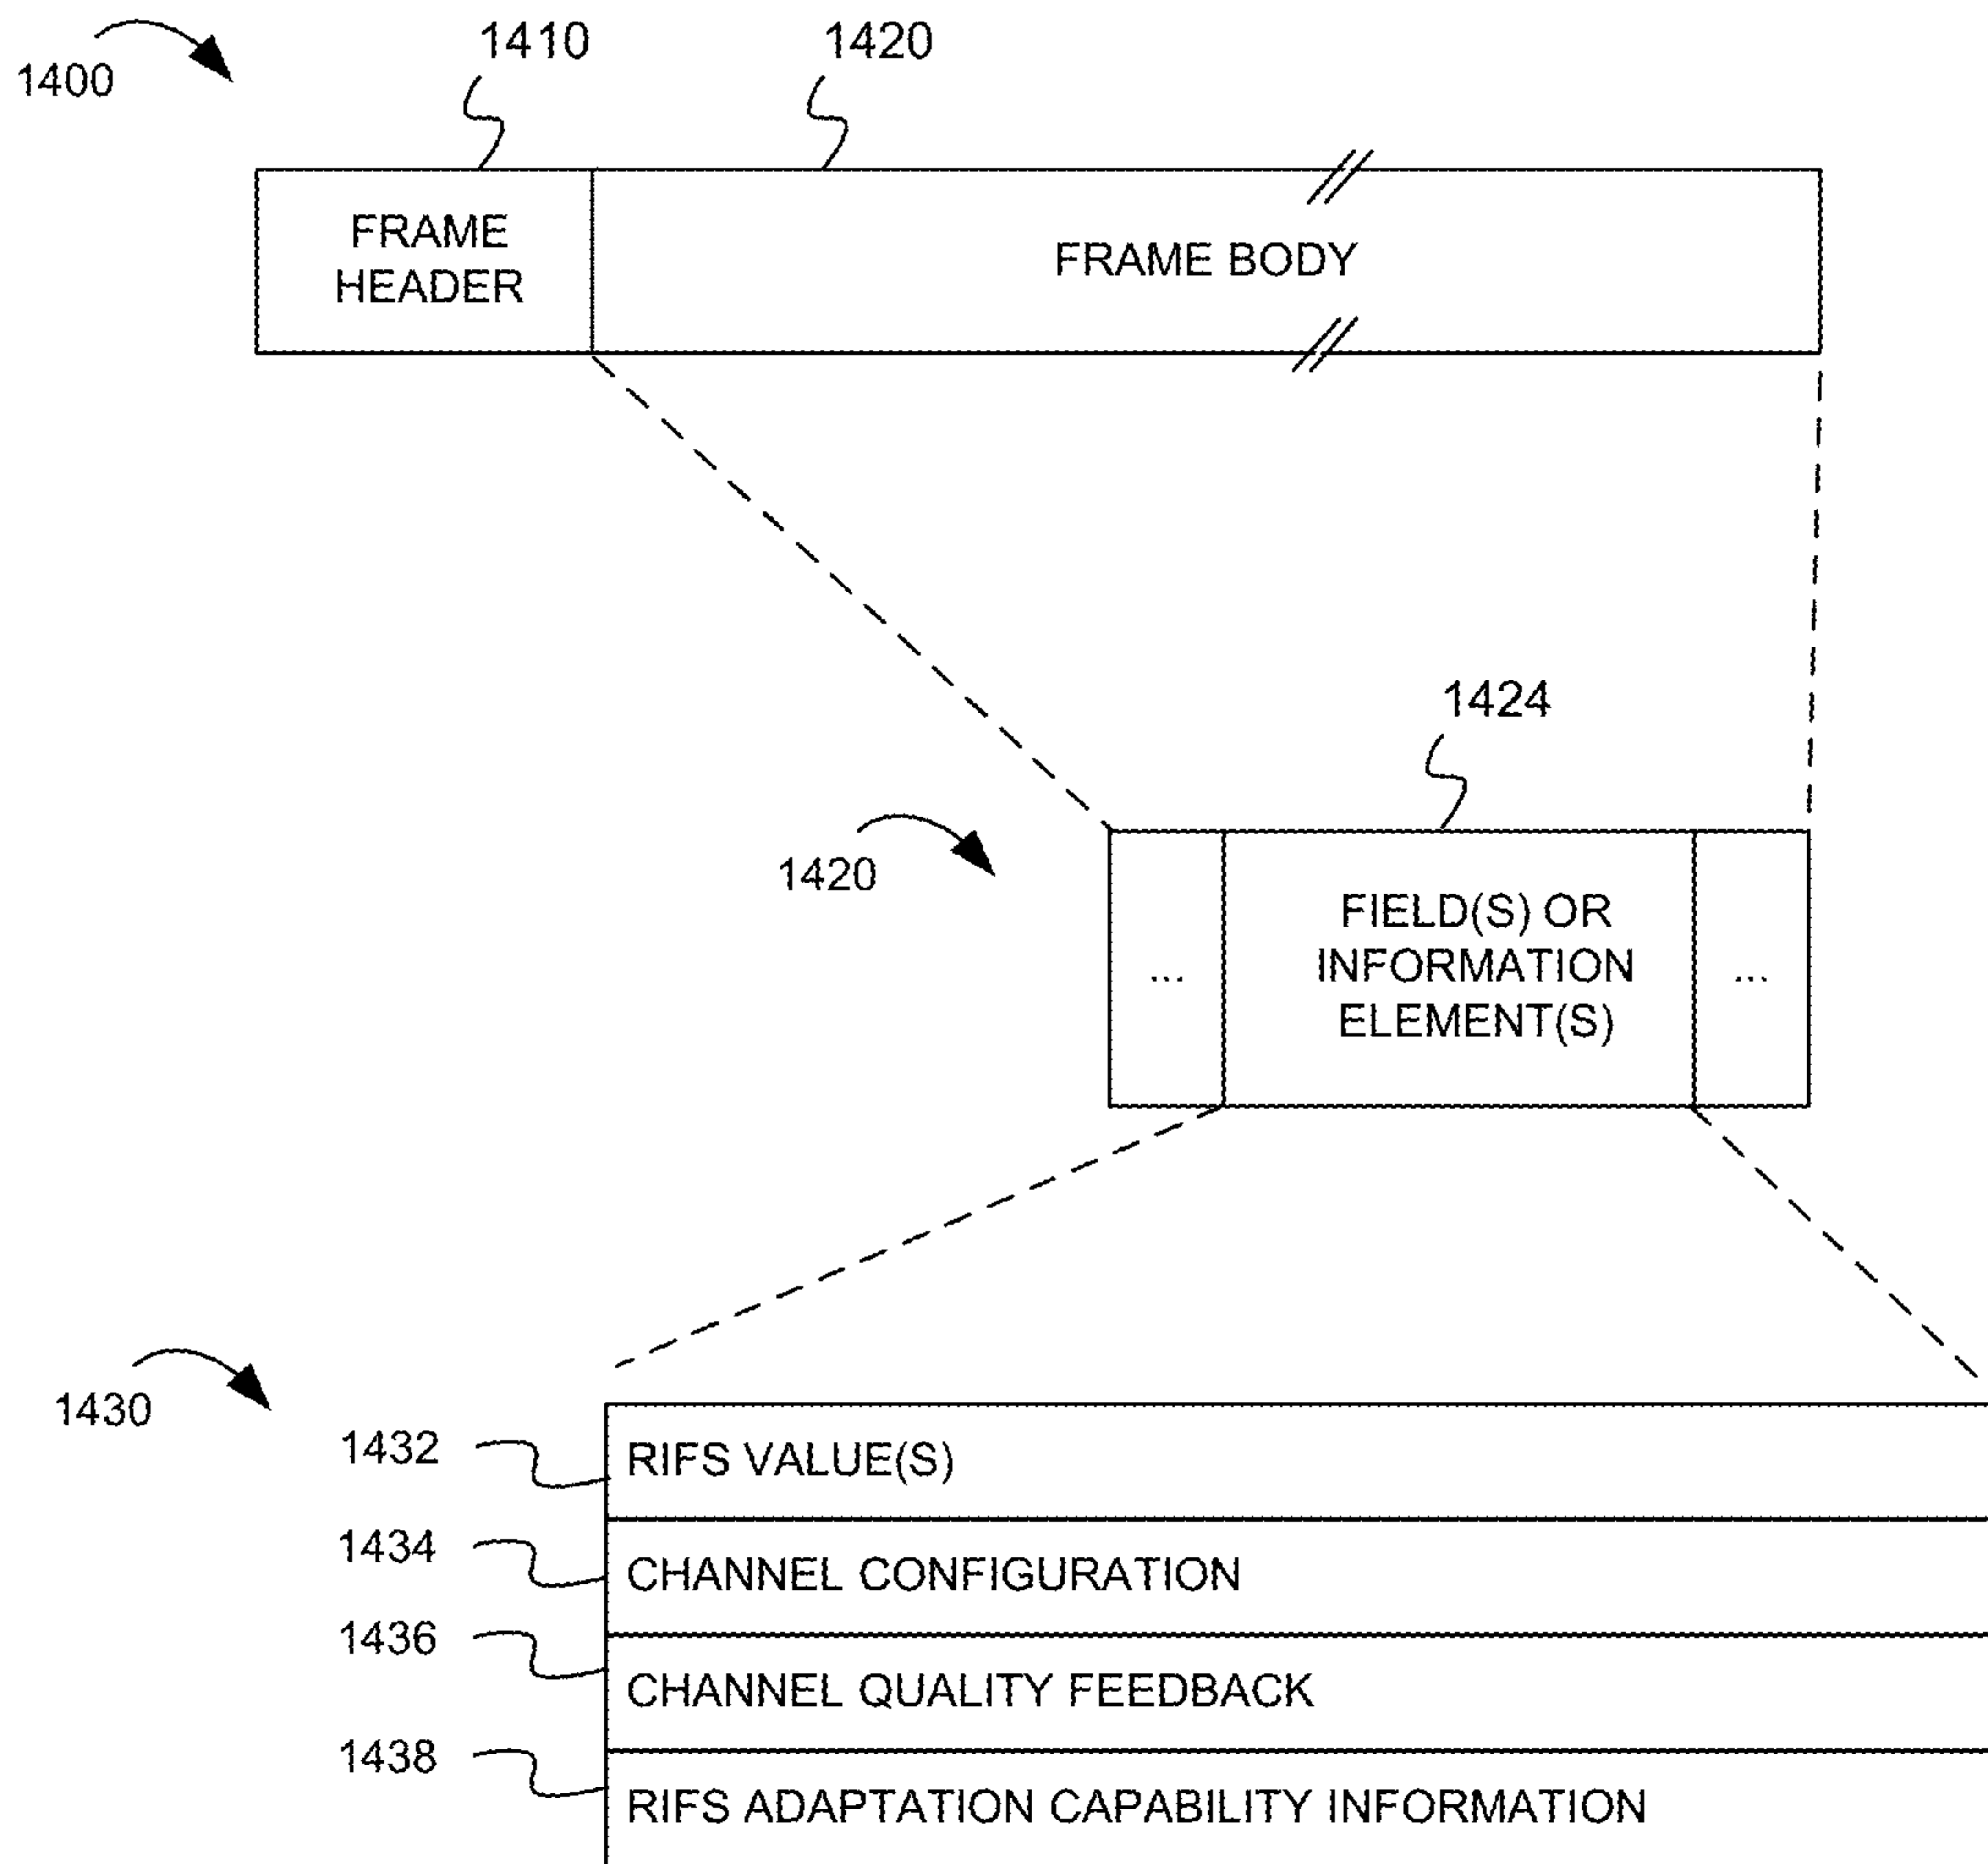 1400
1410
1420
FRAME
HEADER
FRAME BODY
1424
1420
...
FIELD(S) OR
INFORMATION
ELEMENT(S)
...
1430
1432
RIFS VALUE(S)
1434
CHANNEL CONFIGURATION
1436
CHANNEL QUALITY FEEDBACK
1438
RIFS ADAPTATION CAPABILITY INFORMATION